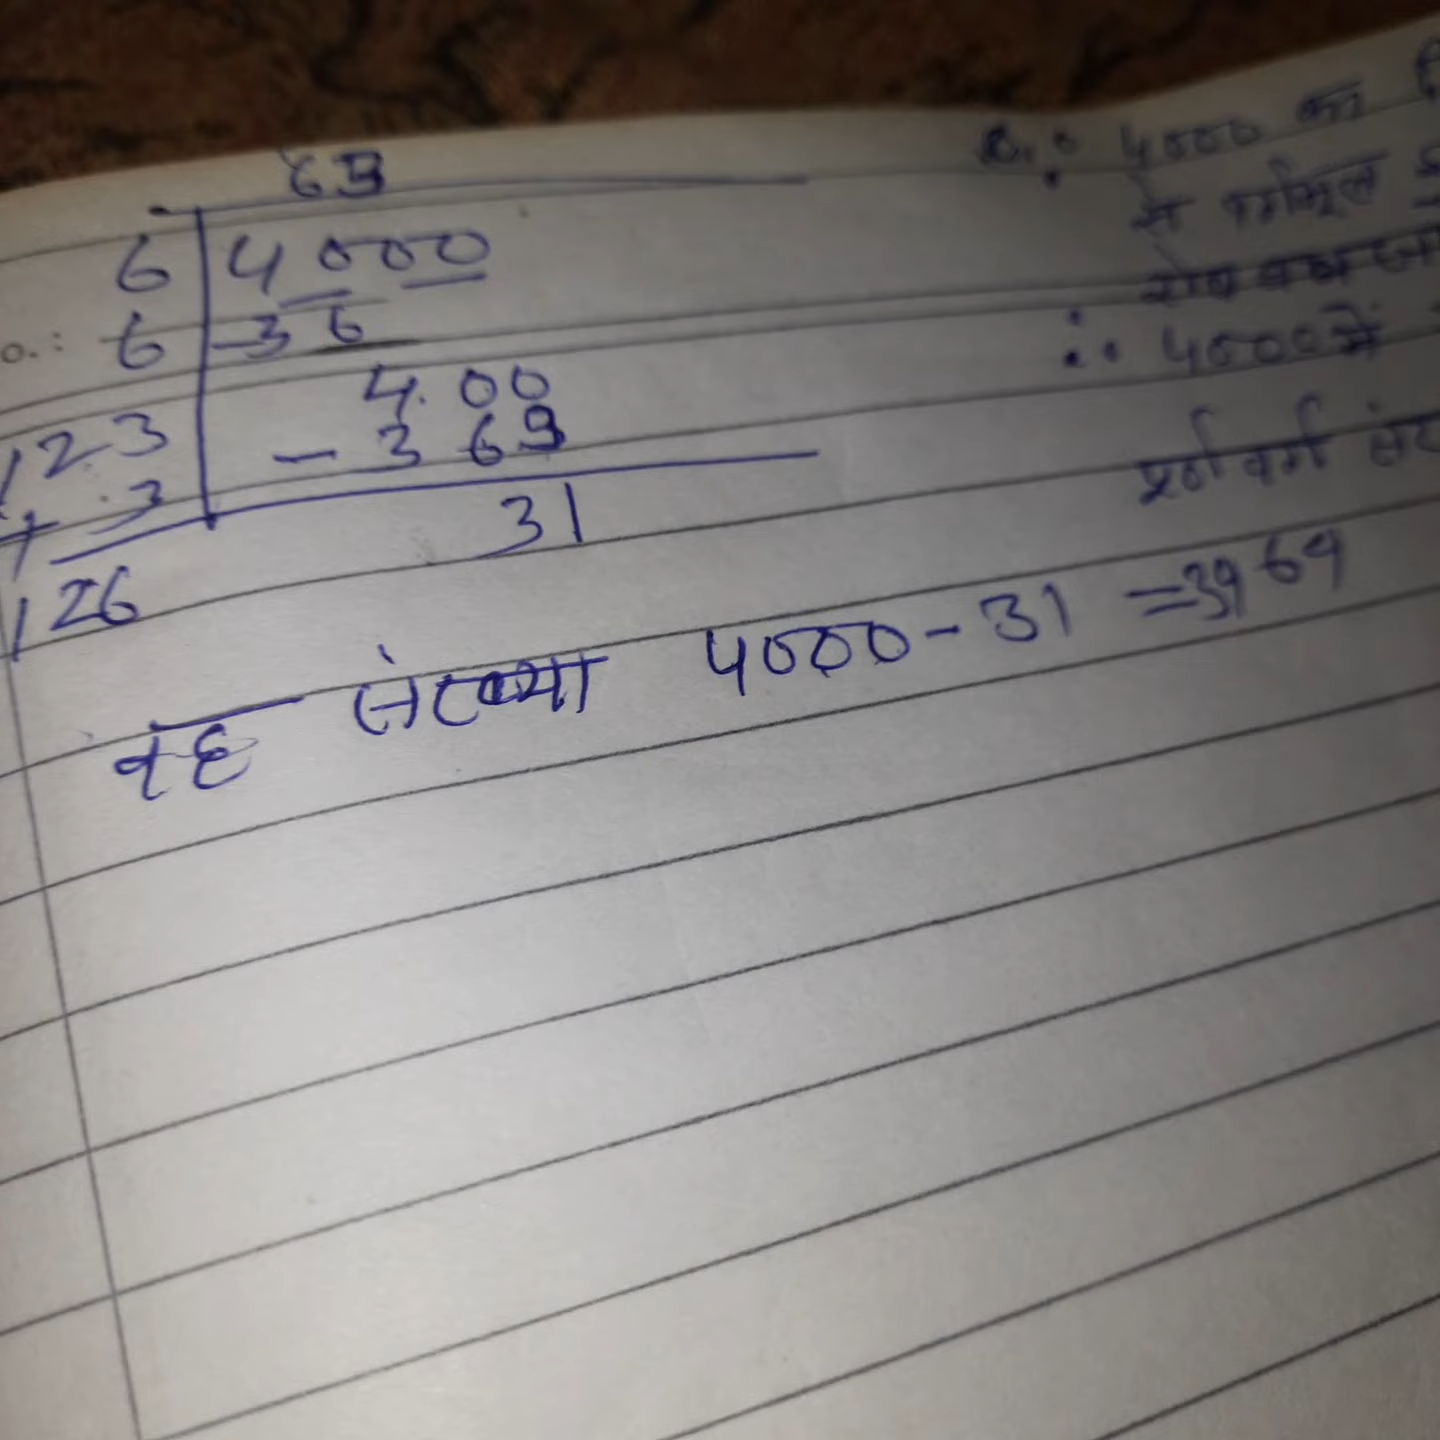 63
6 4000
6 -36
400
123 - 369
+ 3 31
126
वह संख्या 4000 - 31 = 3969
∵ 4000 का
से वर्गमूल
∴ 4000 में
पूर्ण वर्ग